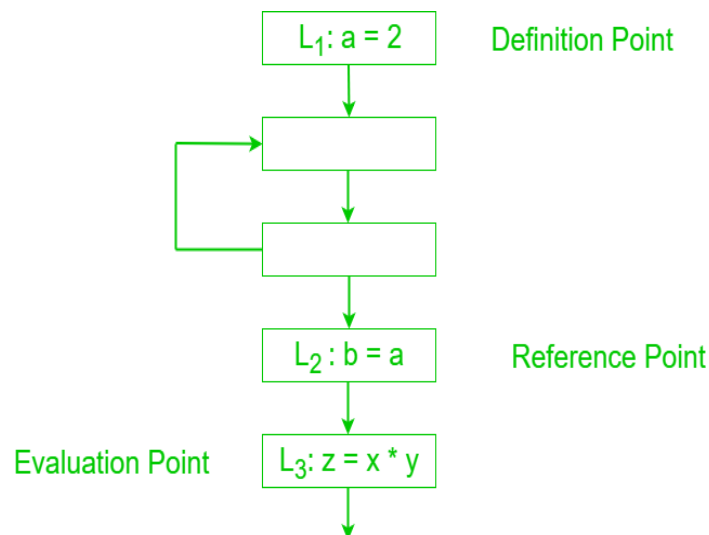 L₁: a = 2
Definition Point
L₂ : b = a
Reference Point
Evaluation Point
L₃: z = x * y